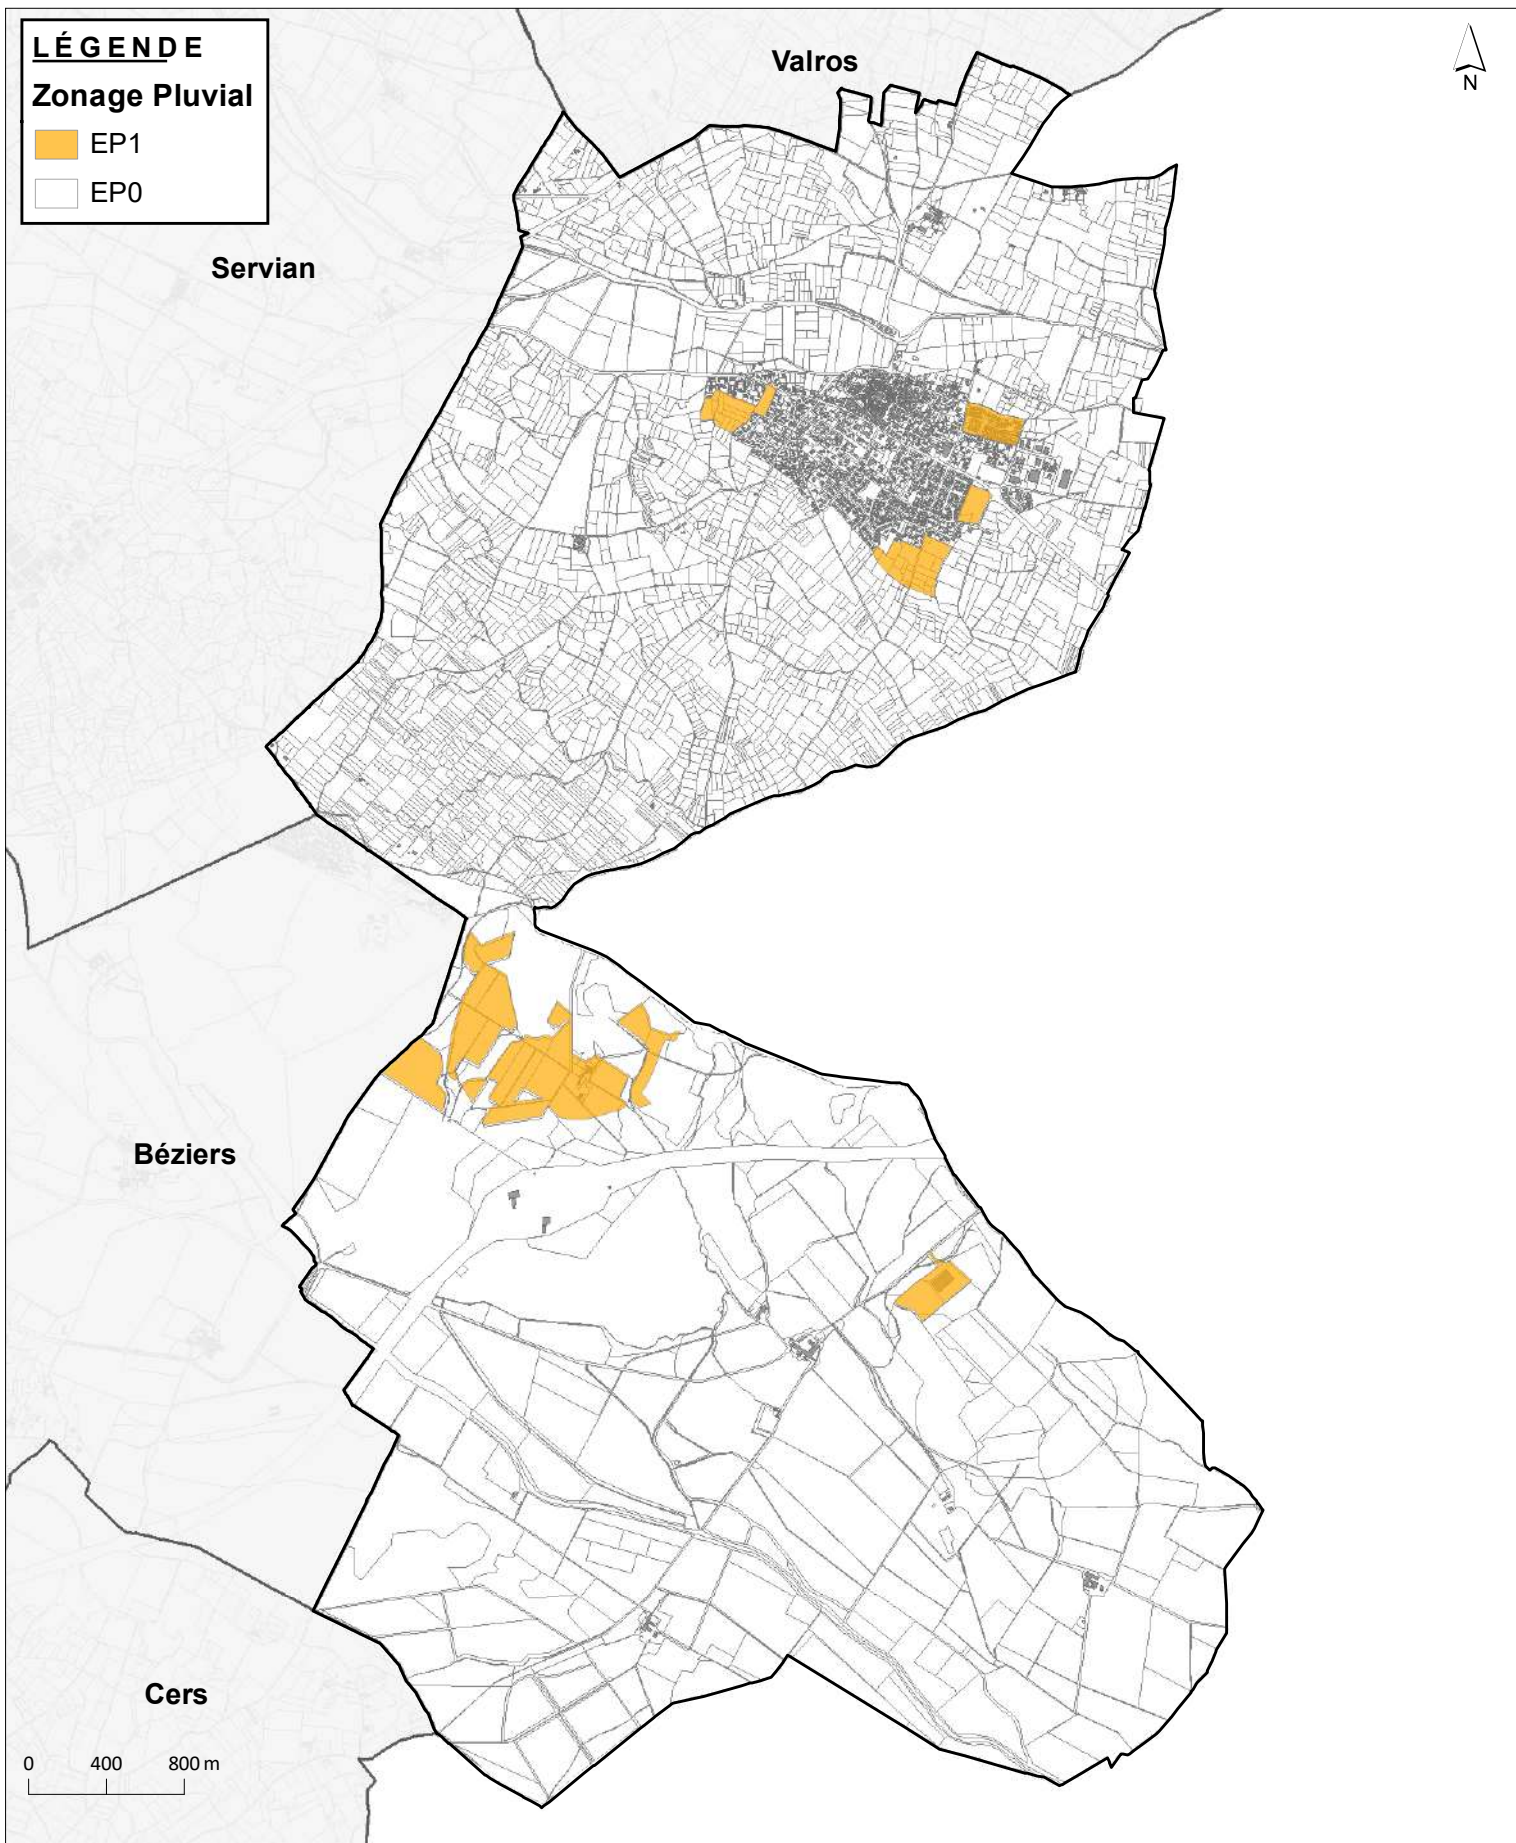 LÉGENDE
Zonage Pluvial
EP1
EP0
Valros
N
Servian
Béziers
Cers
0 400 800 m